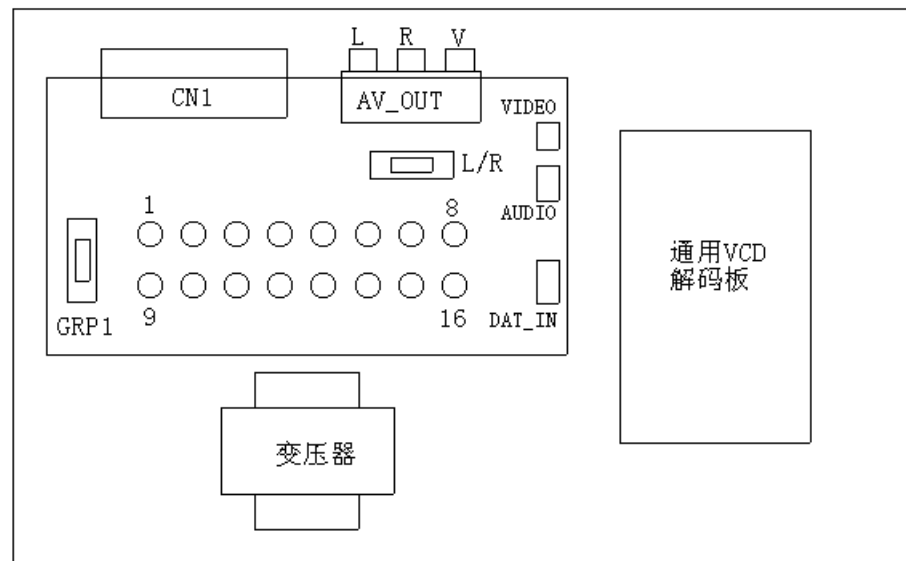 L R V
CN1
AV_OUT
VIDEO
L/R
AUDIO
1 8
9 16
GRP1
DAT_IN
通用VCD
解码板
变压器